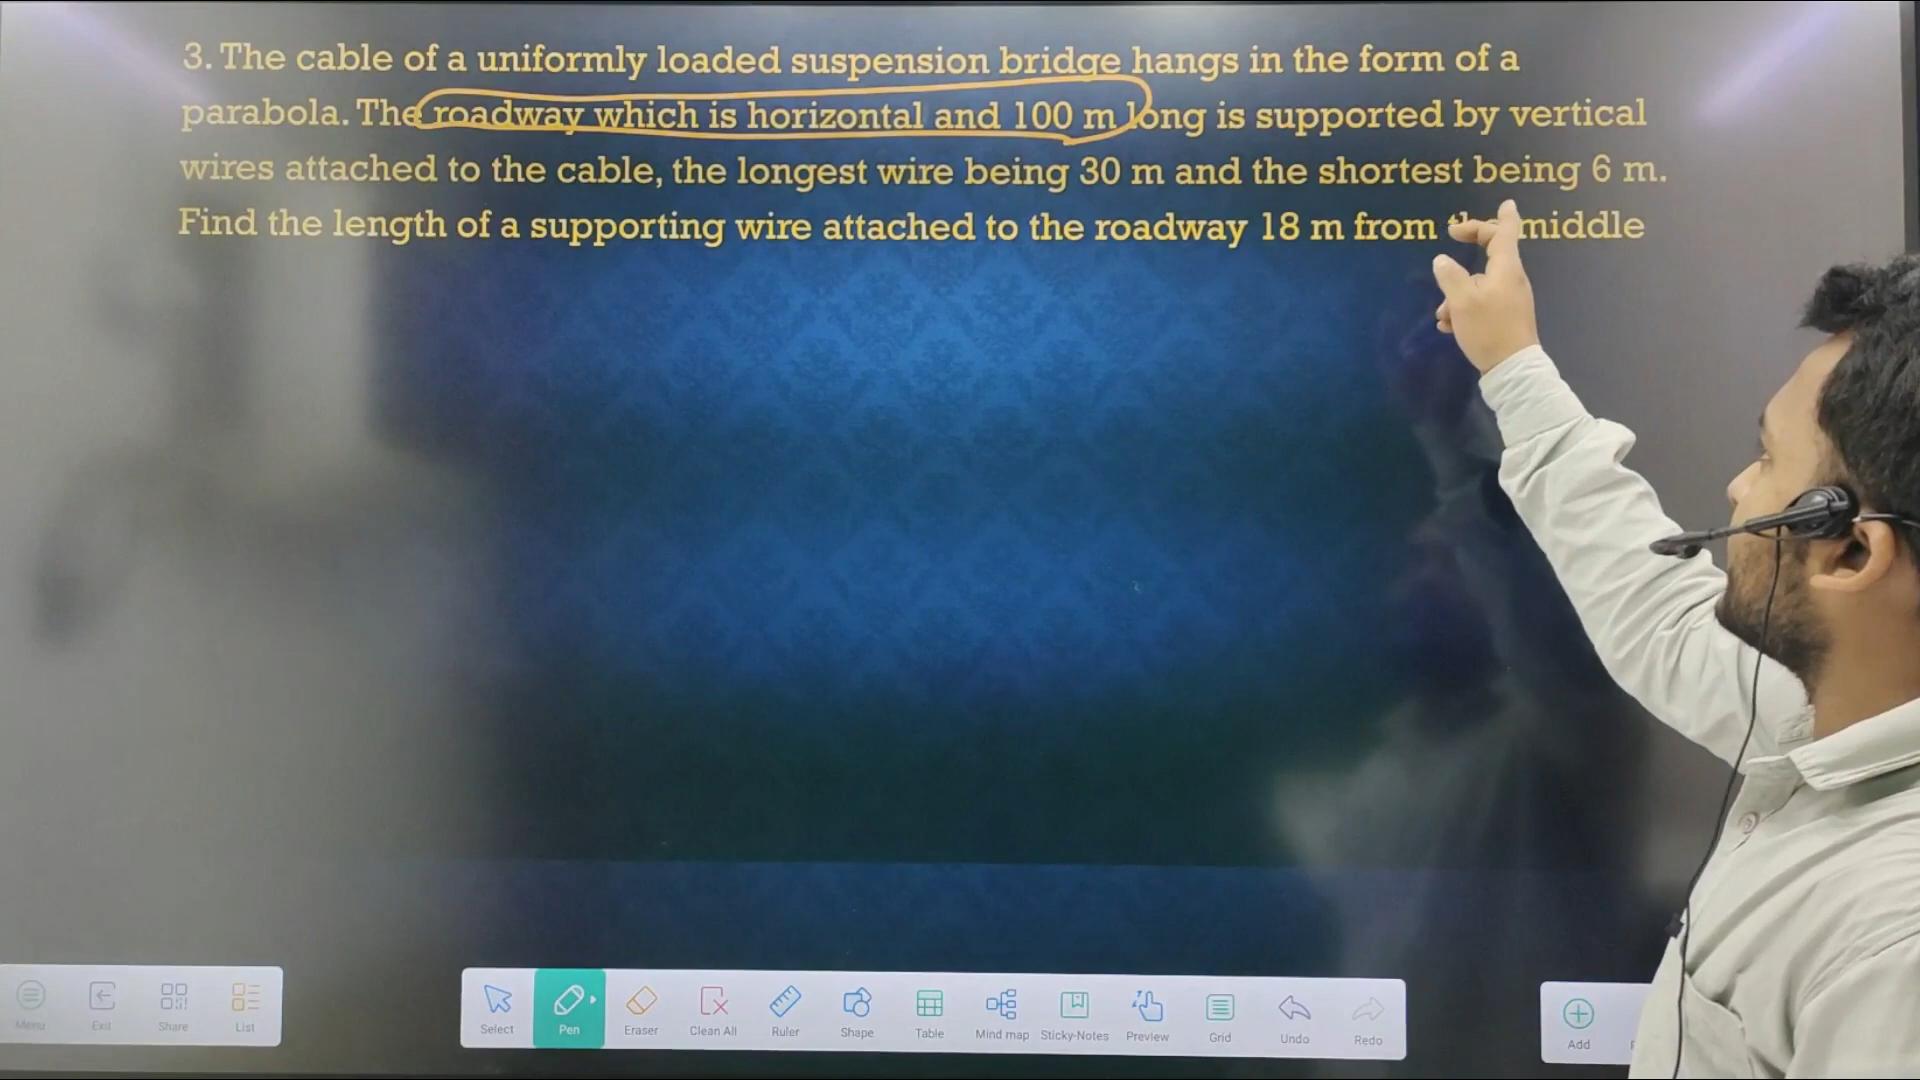 3. The cable of a uniformly loaded suspension bridge hangs in the form of a
parabola. The roadway which is horizontal and 100 m long is supported by vertical
wires attached to the cable, the longest wire being 30 m and the shortest being 6 m.
Find the length of a supporting wire attached to the roadway 18 m from the middle
Menu Exit Share List
Select Pen Eraser Clean All Ruler Shape Table Mind map Sticky-Notes Preview Grid Undo Redo
Add